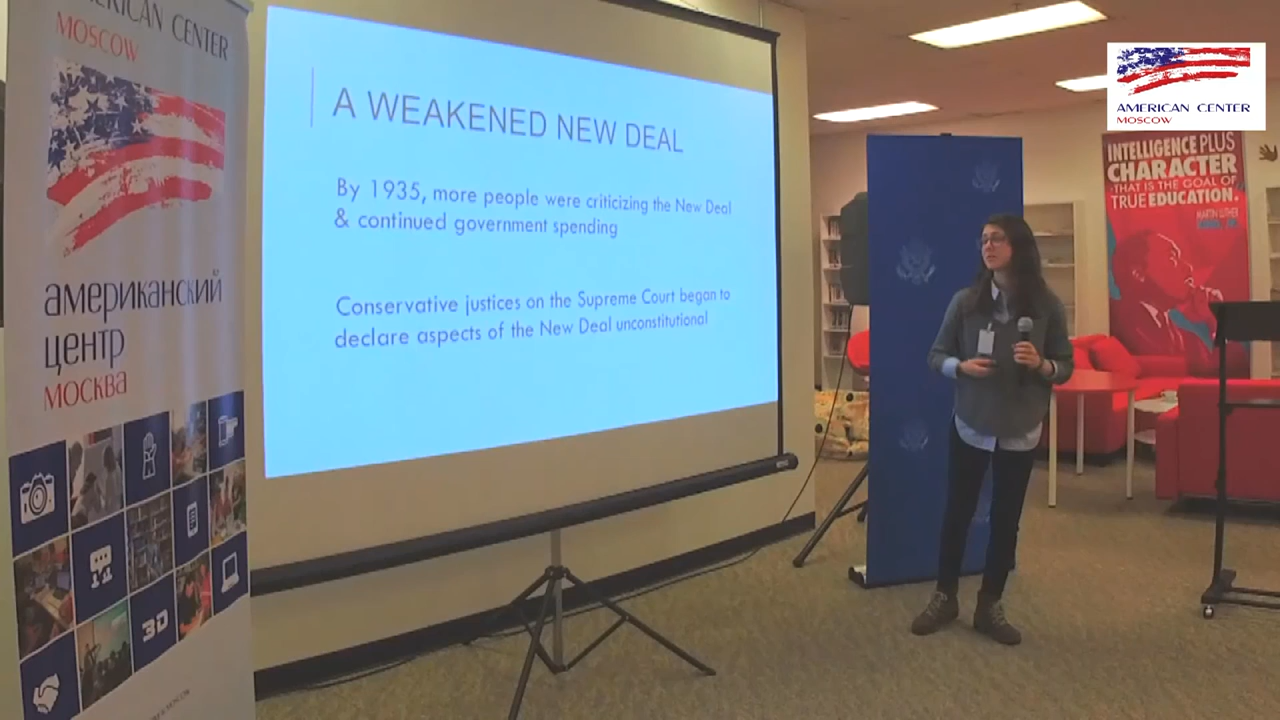 AMERICAN CENTER
MOSCOW
американский
центр
москва
3D
A WEAKENED NEW DEAL
By 1935, more people were criticizing the New Deal
& continued government spending
Conservative justices on the Supreme Court began to
declare aspects of the New Deal unconstitutional
AMERICAN CENTER
MOSCOW
INTELLIGENCE PLUS
CHARACTER
-THAT IS THE GOAL OF
TRUE EDUCATION.
MARTIN LUTHER